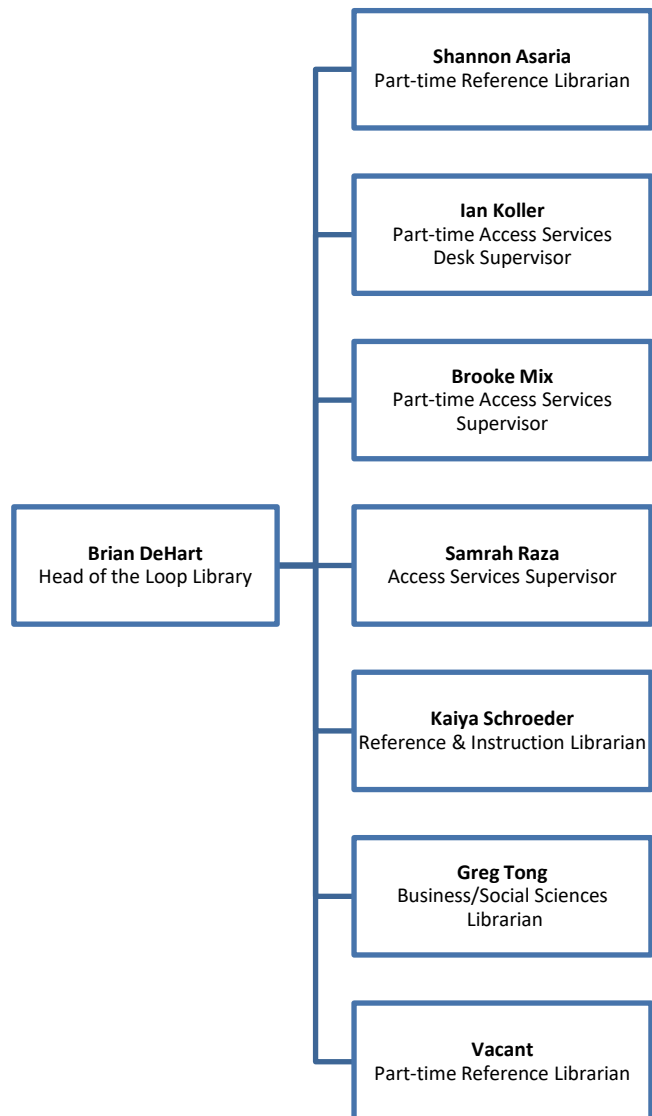 Shannon Asaria
Part-time Reference Librarian
Ian Koller
Part-time Access Services
Desk Supervisor
Brooke Mix
Part-time Access Services
Supervisor
Brian DeHart
Head of the Loop Library
Samrah Raza
Access Services Supervisor
Kaiya Schroeder
Reference & Instruction Librarian
Greg Tong
Business/Social Sciences
Librarian
Vacant
Part-time Reference Librarian